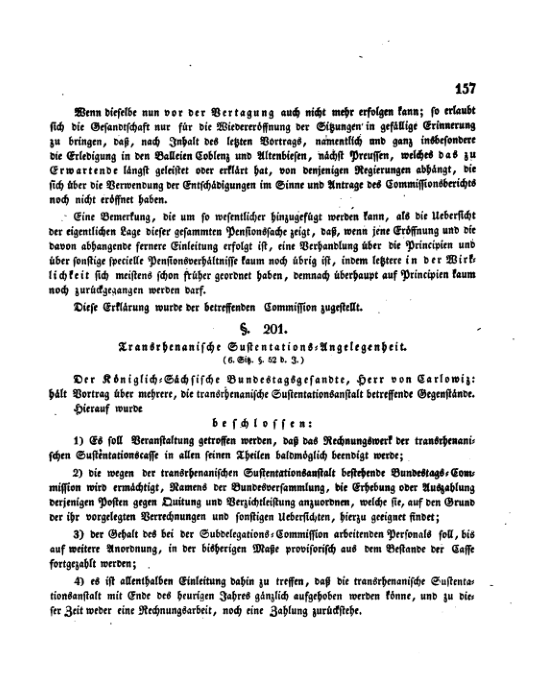 157
Wenn dieselbe nun vor der Vertagung auch nicht mehr erfolgen kann; so erlaubt
sich die Gesandtschaft nur für die Wiedereröffnung der Sitzungen in gefällige Erinnerung
zu bringen, daß, nach Inhalt des letzten Vortrags, namentlich und ganz insbesondere
die Erledigung in den Balleien Coblenz und Altenbiesen, nächst Preussen, welches das zu
Erwartende längst geleistet oder erklärt hat, von denjenigen Regierungen abhängt, die
sich über die Verwendung der Entschädigungen im Sinne und Antrage des Commissionsberichts
noch nicht eröffnet haben.
Eine Bemerkung, die um so wesentlicher hinzugefügt werden kann, als die Uebersicht
der eigentlichen Lage dieser gesammten Pensionssache zeigt, daß, wenn jene Eröffnung und die
davon abhangende fernere Einleitung erfolgt ist, eine Verhandlung über die Principien und
über sonstige specielle Pensionsverhältnisse kaum noch übrig ist, indem letztere in der Wirk-
lichkeit sich meistens schon früher geordnet haben, demnach überhaupt auf Principien kaum
noch zurückgegangen werden darf.
Diese Erklärung wurde der betreffenden Commission zugestellt.
§. 201.
Transrhenanische Sustentations-Angelegenheit.
(6. Sitz. §. 52 d. J.)
Der Königlich-Sächsische Bundestagsgesandte, Herr von Carlowiz:
hält Vortrag über mehrere, die transrhenanische Sustentationsanstalt betreffende Gegenstände.
Hierauf wurde
beschlossen:
1) Es soll Veranstaltung getroffen werden, daß das Rechnungswerk der transrhenani-
schen Sustentationscasse in allen seinen Theilen baldmöglich beendigt werde;
2) die wegen der transrhenanischen Sustentationsanstalt bestehende Bundestags-Com-
mission wird ermächtigt, Namens der Bundesversammlung, die Erhebung oder Auszahlung
derjenigen Posten gegen Quitung und Verzichtleistung anzuordnen, welche sie, auf den Grund
der ihr vorgelegten Verrechnungen und sonstigen Uebersichten, hierzu geeignet findet;
3) der Gehalt des bei der Subdelegations-Commission arbeitenden Personals soll, bis
auf weitere Anordnung, in der bisherigen Maße provisorisch aus dem Bestande der Casse
fortgezahlt werden;
4) es ist allenthalben Einleitung dahin zu treffen, daß die transrhenanische Sustenta-
tionsanstalt mit Ende des heurigen Jahres gänzlich aufgehoben werden könne, und zu die-
ser Zeit weder eine Rechnungsarbeit, noch eine Zahlung zurückstehe.